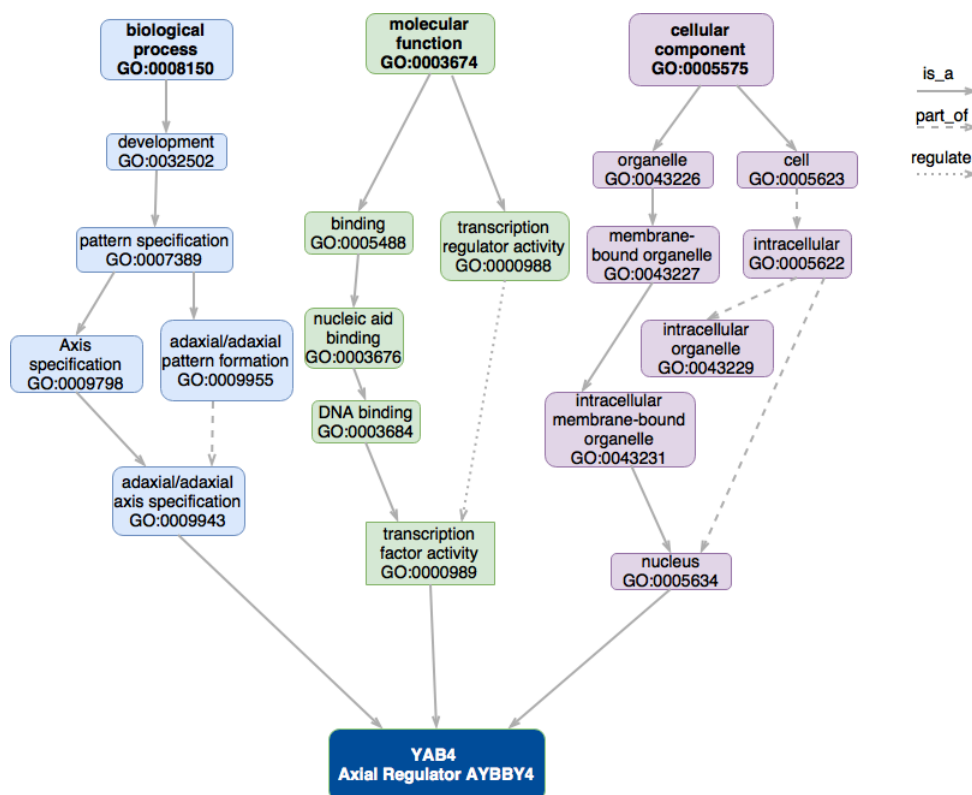 biological
process
GO:0008150
molecular
function
GO:0003674
cellular
component
GO:0005575
is_a
part_of
regulate
development
GO:0032502
organelle
GO:0043226
cell
GO:0005623
pattern specification
GO:0007389
binding
GO:0005488
transcription
regulator activity
GO:0000988
membrane-
bound organelle
GO:0043227
intracellular
GO:0005622
Axis
specification
GO:0009798
adaxial/adaxial
pattern formation
GO:0009955
nucleic aid
binding
GO:0003676
intracellular
organelle
GO:0043229
DNA binding
GO:0003684
intracellular
membrane-bound
organelle
GO:0043231
adaxial/adaxial
axis specification
GO:0009943
transcription
factor activity
GO:0000989
nucleus
GO:0005634
YAB4
Axial Regulator AYBBY4